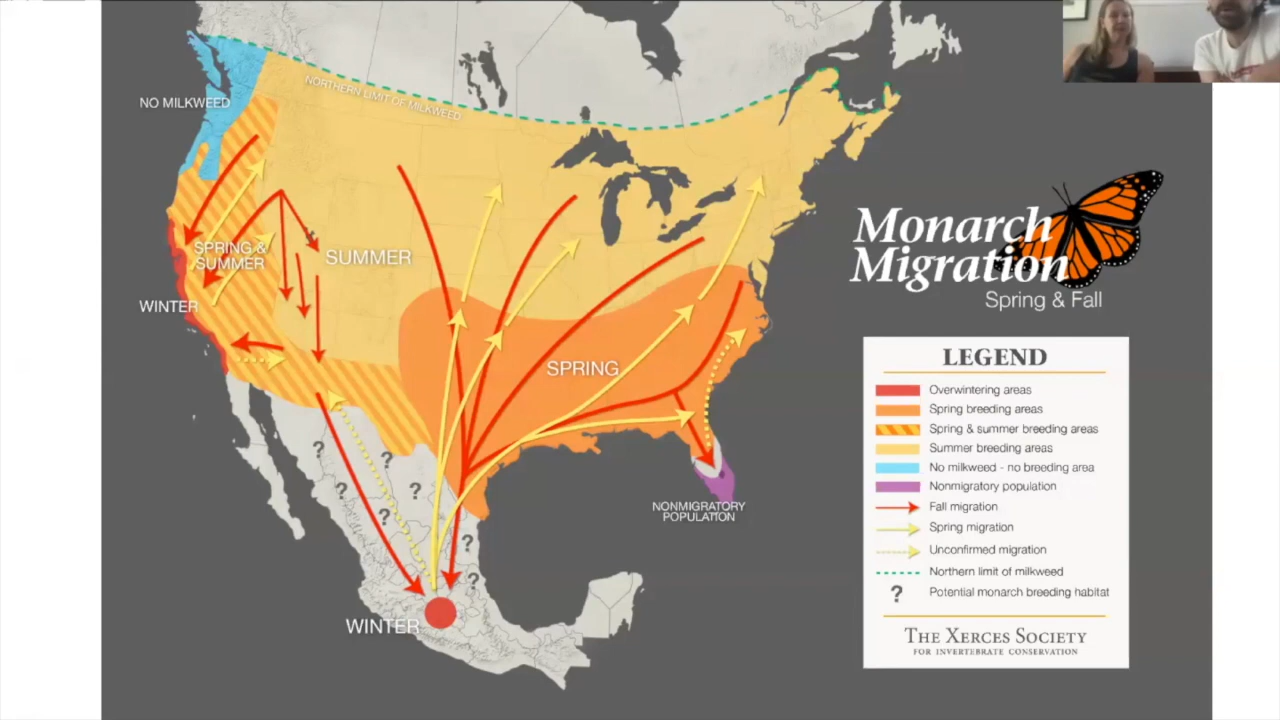 NORTHERN LIMIT OF MILKWEED
NO MILKWEED
SPRING &
SUMMER
SUMMER
WINTER
SPRING
?
?
?
?
?
?
?
NONMIGRATORY
POPULATION
WINTER
Monarch
Migration
Spring & Fall
LEGEND
Overwintering areas
Spring breeding areas
Spring & summer breeding areas
Summer breeding areas
No milkweed - no breeding area
Nonmigratory population
Fall migration
Spring migration
Unconfirmed migration
Northern limit of milkweed
? Potential monarch breeding habitat
THE XERCES SOCIETY
FOR INVERTEBRATE CONSERVATION